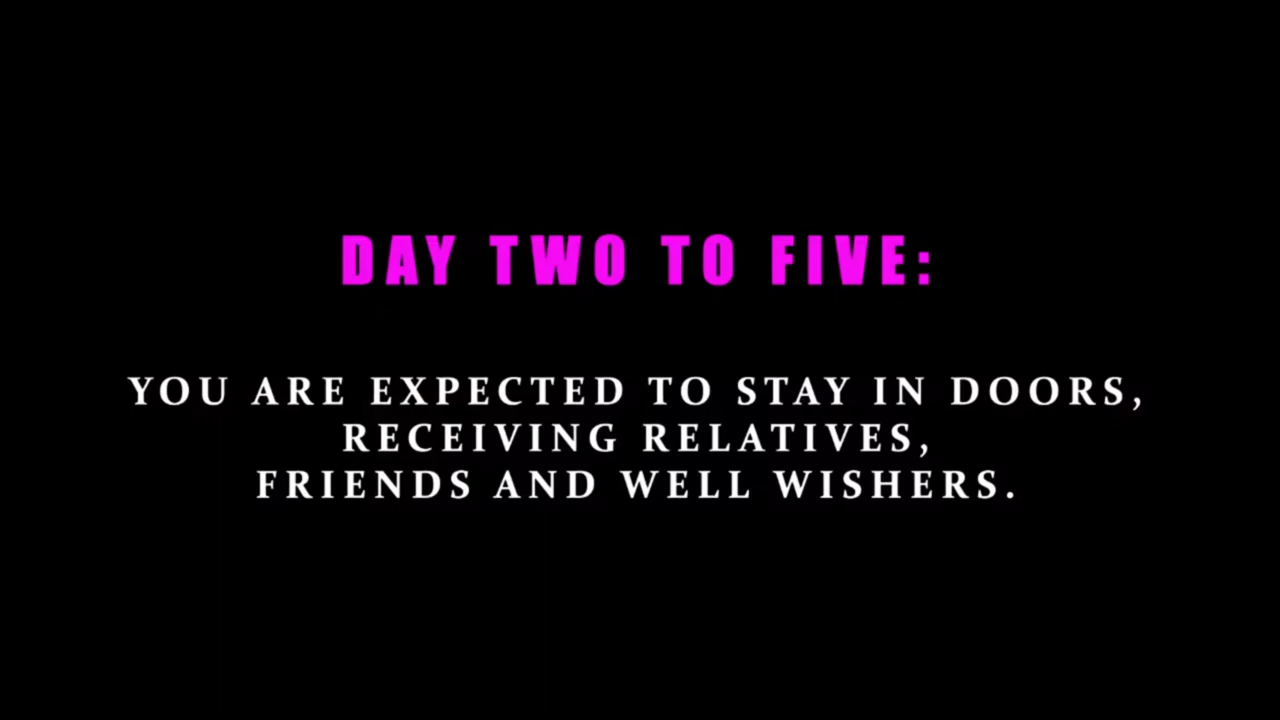 DAY TWO TO FIVE:
YOU ARE EXPECTED TO STAY IN DOORS,
RECEIVING RELATIVES,
FRIENDS AND WELL WISHERS.